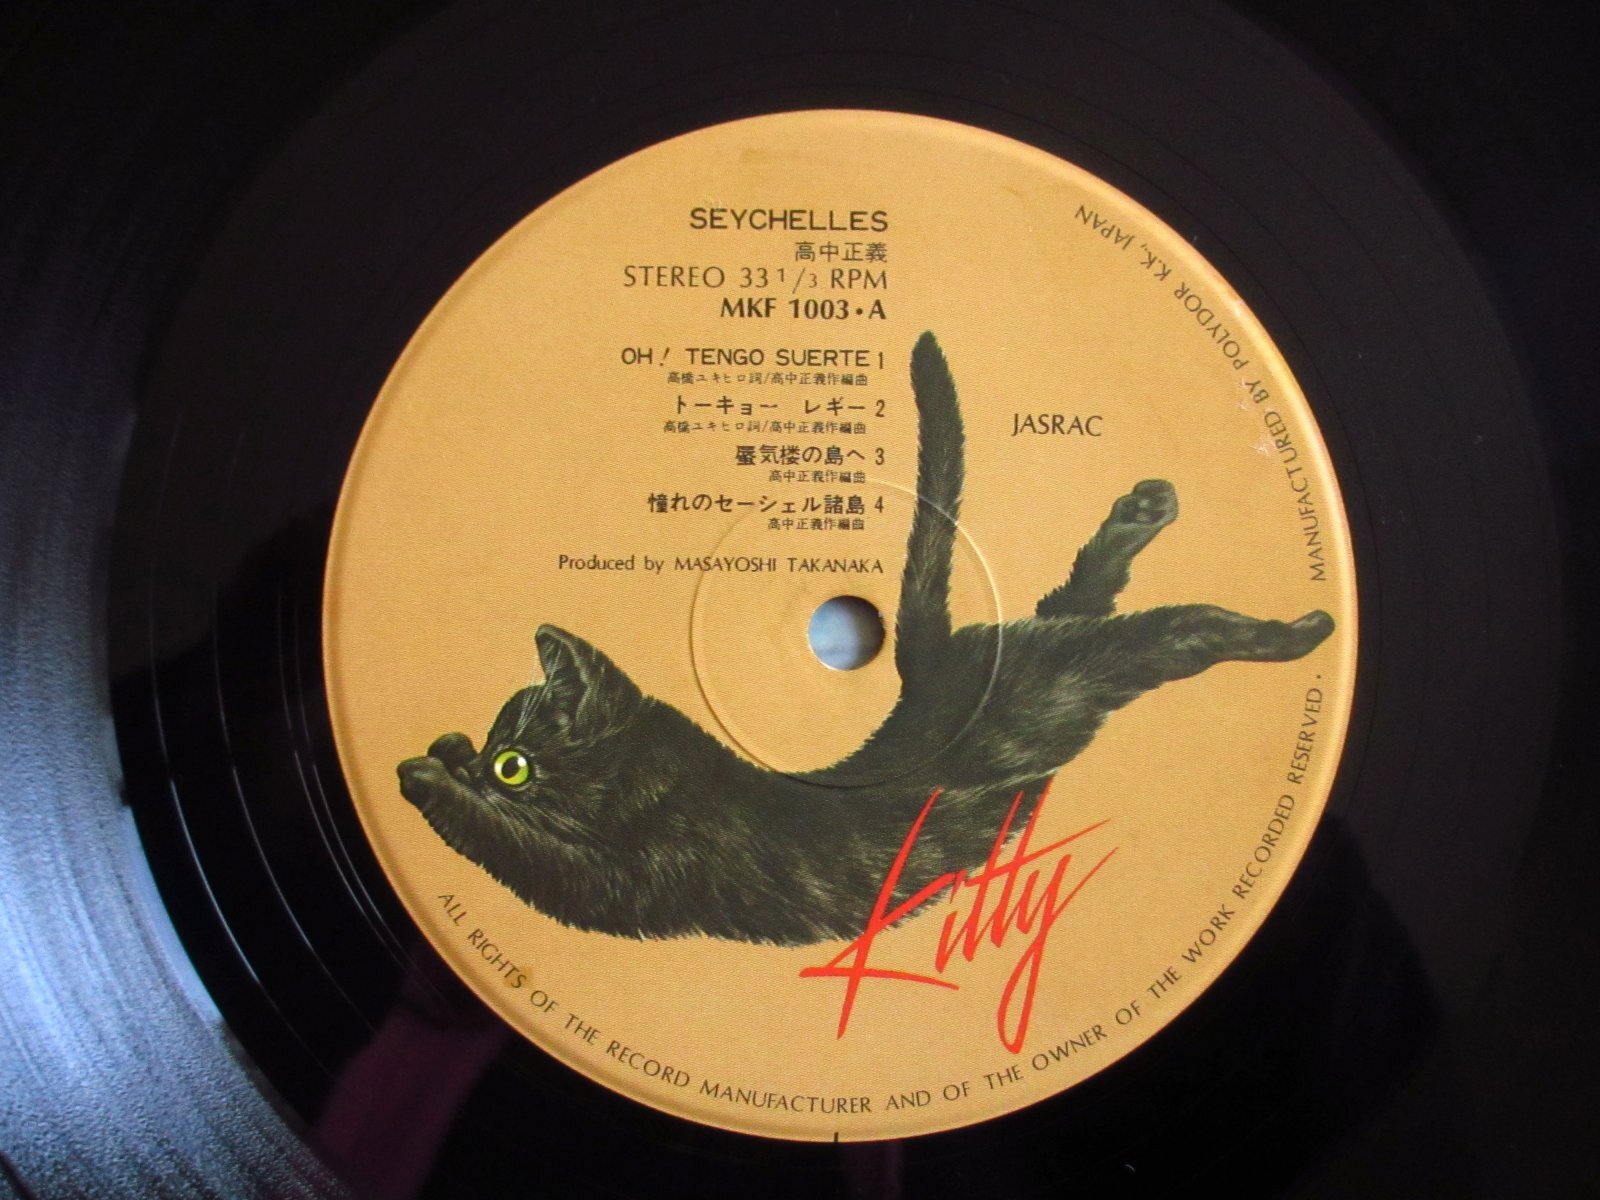 SEYCHELLES
高中正義
STEREO 33 1/3 RPM
MKF 1003・A
OH! TENGO SUERTE 1
高橋ユキヒロ詞/高中正義作編曲
トーキョー レギー 2
高橋ユキヒロ詞/高中正義作編曲
蜃気楼の島へ 3
高中正義作編曲
憧れのセーシェル諸島 4
高中正義作編曲
Produced by MASAYOSHI TAKANAKA
JASRAC
Kitty
ALL RIGHTS OF THE RECORD MANUFACTURER AND OF THE OWNER OF THE WORK RECORDED RESERVED・
MANUFACTURED BY POLYDOR K.K., JAPAN